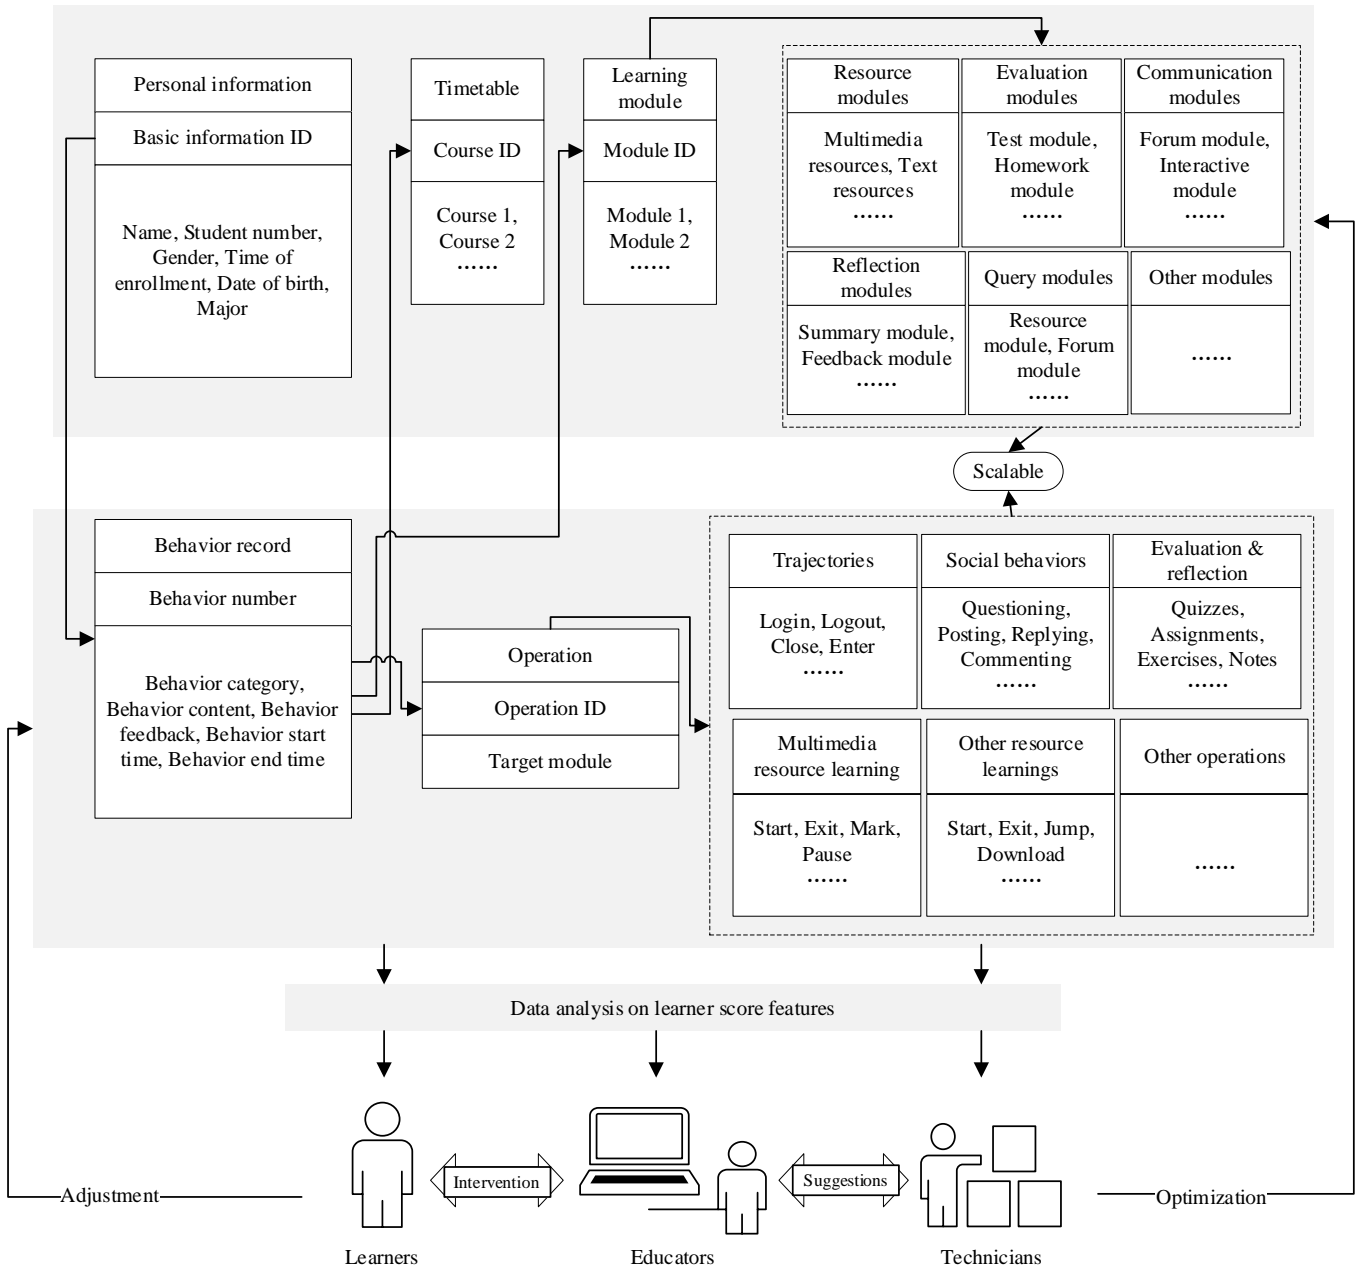 Personal information
Basic information ID
Name, Student number,
Gender, Time of
enrollment, Date of birth,
Major
Timetable
Course ID
Course 1,
Course 2
……
Learning
module
Module ID
Module 1,
Module 2
……
Resource
modules
Multimedia
resources, Text
resources
……
Evaluation
modules
Test module,
Homework
module
……
Communication
modules
Forum module,
Interactive
module
……
Reflection
modules
Summary module,
Feedback module
……
Query modules
Resource
module, Forum
module
……
Other modules
……
Scalable
Behavior record
Behavior number
Behavior category,
Behavior content, Behavior
feedback, Behavior start
time, Behavior end time
Operation
Operation ID
Target module
Trajectories
Login, Logout,
Close, Enter
……
Social behaviors
Questioning,
Posting, Replying,
Commenting
……
Evaluation &
reflection
Quizzes,
Assignments,
Exercises, Notes
……
Multimedia
resource learning
Start, Exit, Mark,
Pause
……
Other resource
learnings
Start, Exit, Jump,
Download
……
Other operations
……
Data analysis on learner score features
Adjustment
Intervention
Suggestions
Optimization
Learners
Educators
Technicians